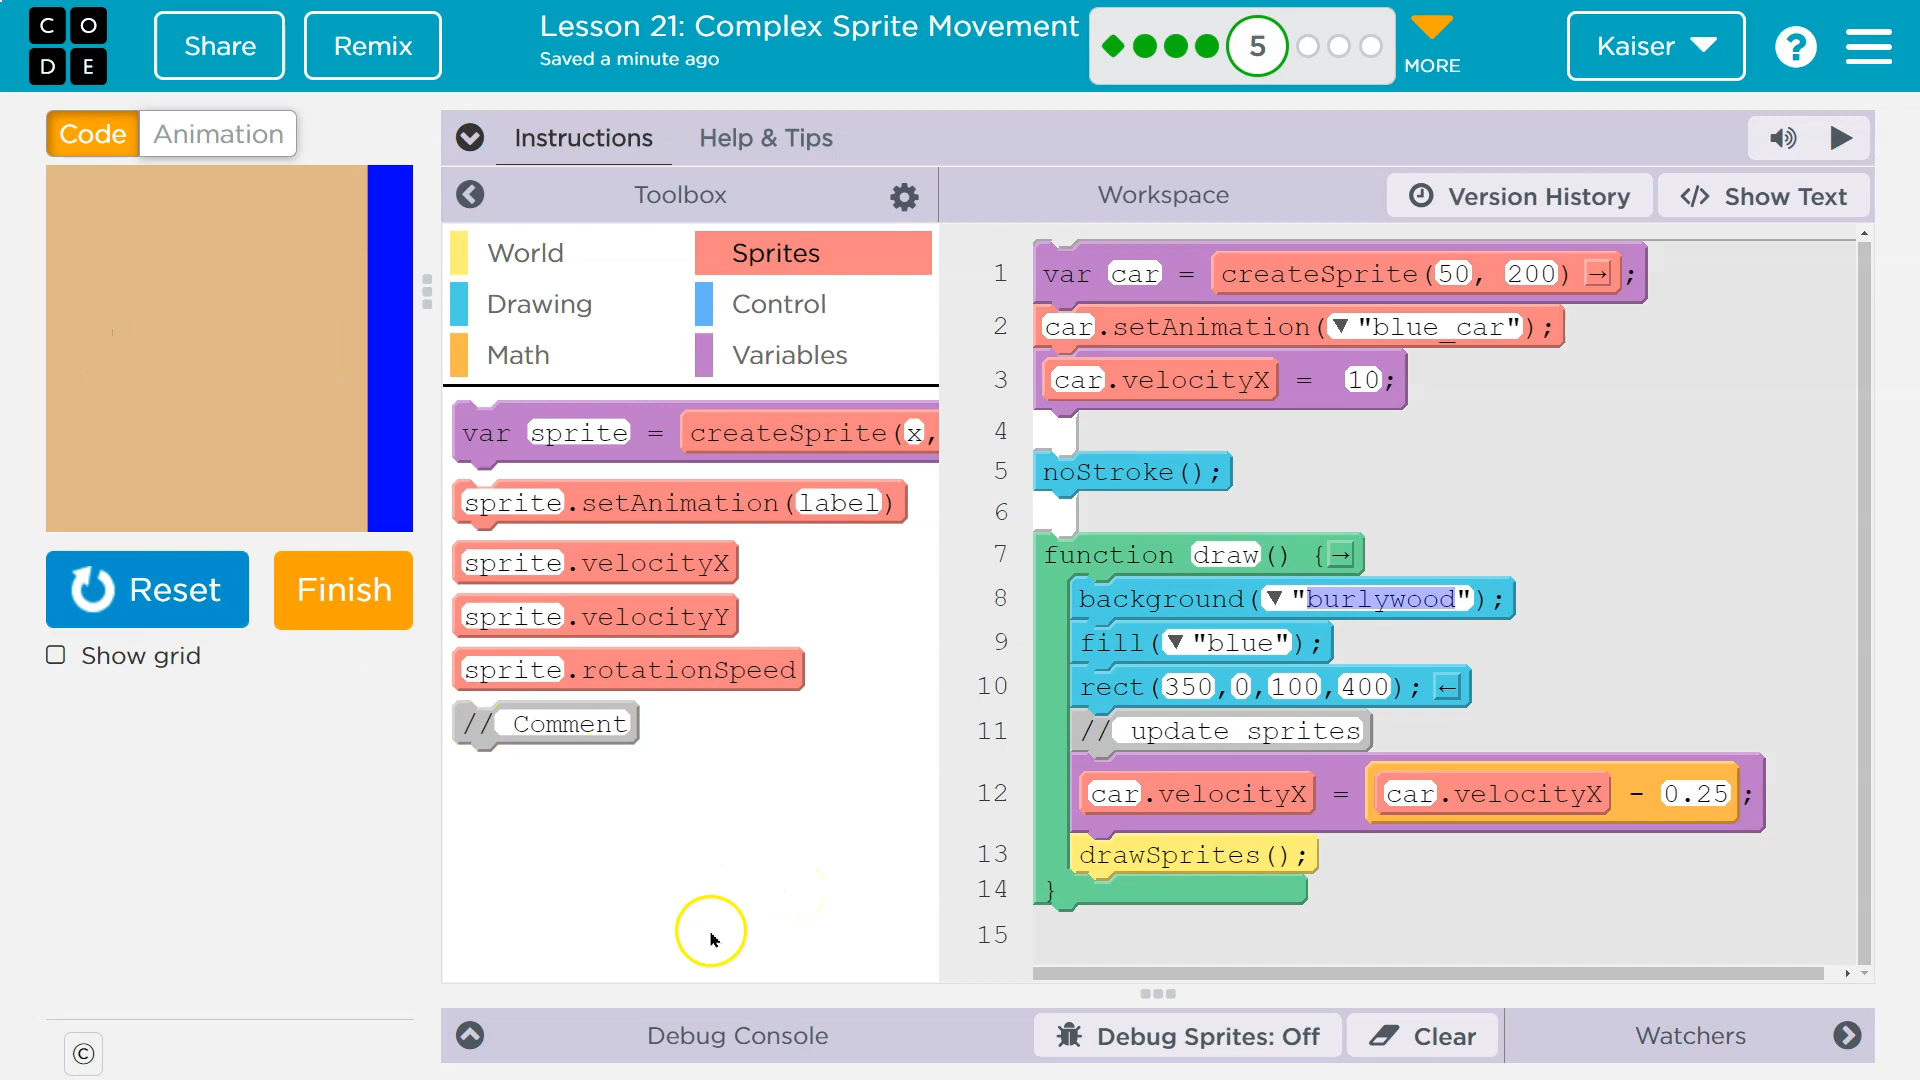 C O D E
Share
Remix
Lesson 21: Complex Sprite Movement
Saved a minute ago
5
MORE
Kaiser
?
Code
Animation
Instructions
Help & Tips
Toolbox
Workspace
Version History
</> Show Text
World
Sprites
Drawing
Control
Math
Variables
var sprite = createSprite(x,
sprite.setAnimation(label)
sprite.velocityX
sprite.velocityY
sprite.rotationSpeed
// Comment
1 var car = createSprite(50, 200) → ;
2 car.setAnimation(▼ "blue_car");
3 car.velocityX = 10;
4
5 noStroke();
6
7 function draw() { →
8 background(▼ "burlywood");
9 fill(▼ "blue");
10 rect(350,0,100,400); ←
11 // update sprites
12 car.velocityX = car.velocityX - 0.25 ;
13 drawSprites();
14 }
15
Reset
Finish
Show grid
©
Debug Console
Debug Sprites: Off
Clear
Watchers